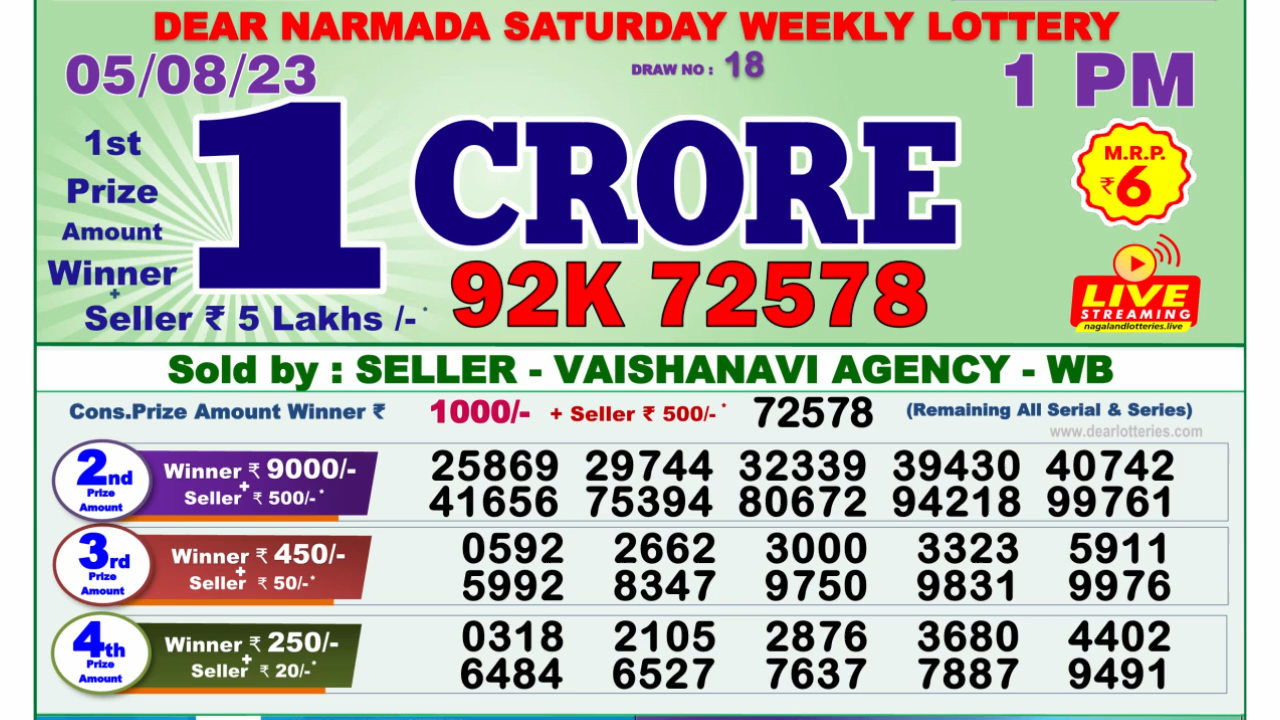 DEAR NARMADA SATURDAY WEEKLY LOTTERY
05/08/23
DRAW NO : 18
1 PM
1st
Prize
Amount
Winner
+
Seller ₹ 5 Lakhs /- *
1 CRORE
92K 72578
M.R.P.
₹6
LIVE
STREAMING
nagalandlotteries.live
Sold by : SELLER - VAISHANAVI AGENCY - WB
Cons.Prize Amount Winner ₹ 1000/- + Seller ₹ 500/- * 72578 (Remaining All Serial & Series)
www.dearlotteries.com
2nd
Prize
Amount
Winner ₹ 9000/-
+
Seller ₹ 500/- *
25869 29744 32339 39430 40742
41656 75394 80672 94218 99761
3rd
Prize
Amount
Winner ₹ 450/-
+
Seller ₹ 50/- *
0592 2662 3000 3323 5911
5992 8347 9750 9831 9976
4th
Prize
Amount
Winner ₹ 250/-
+
Seller ₹ 20/- *
0318 2105 2876 3680 4402
6484 6527 7637 7887 9491